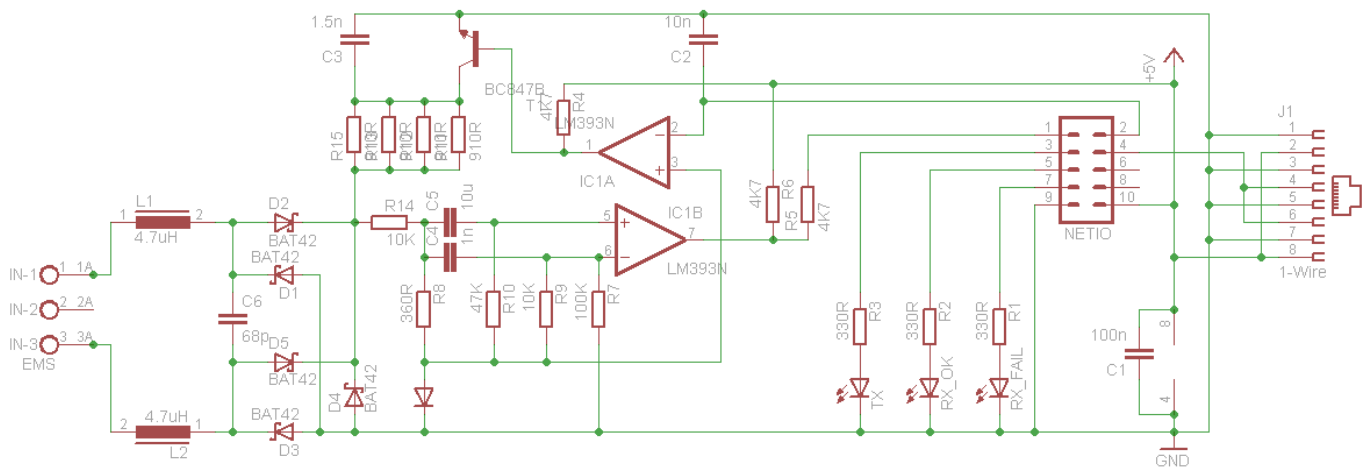 1.5n
C3
10n
C2
BC847B
T1
4K7
R4
LM393N
2
1
3
IC1A
+5V
J1
1
2
3
4
5
6
7
8
1-Wire
R15
910R
1
3
5
7
9
2
4
6
8
10
NETIO
4K7
R5
R6
4K7
L1
1
2
4.7uH
D2
BAT42
BAT42
D1
R14
10K
C5
10u
C4
1n
5
6
7
IC1B
LM393N
IN-1
1
1A
IN-2
2
2A
IN-3
3
3A
EMS
C6
68p
D5
BAT42
360R
R8
47K
R10
10K
R9
100K
R7
330R
R3
330R
R2
330R
R1
100n
C1
8
4
D4
BAT42
TX
RX_OK
RX_FAIL
4.7uH
2
1
L2
BAT42
D3
GND